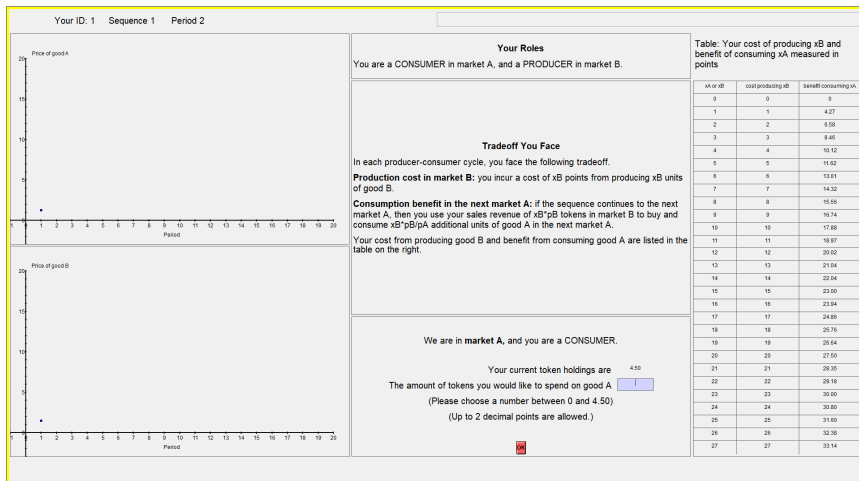 Your ID: 1 Sequence 1 Period 2
Price of good A
20
15
10
5
0
1 1 2 3 4 5 6 7 8 9 10 11 12 13 14 15 16 17 18 19 20
Period
Price of good B
20
15
10
5
0
1 1 2 3 4 5 6 7 8 9 10 11 12 13 14 15 16 17 18 19 20
Period
Your Roles
You are a CONSUMER in market A, and a PRODUCER in market B.
Tradeoff You Face
In each producer-consumer cycle, you face the following tradeoff.
Production cost in market B: you incur a cost of xB points from producing xB units
of good B.
Consumption benefit in the next market A: if the sequence continues to the next
market A, then you use your sales revenue of xB*pB tokens in market B to buy and
consume xB*pB/pA additional units of good A in the next market A.
Your cost from producing good B and benefit from consuming good A are listed in the
table on the right.
We are in market A, and you are a CONSUMER.
Your current token holdings are 4.50
The amount of tokens you would like to spend on good A
(Please choose a number between 0 and 4.50)
(Up to 2 decimal points are allowed.)
OK
Table: Your cost of producing xB and
benefit of consuming xA measured in
points
xA or xB cost producing xB benefit consuming xA
0 0 0
1 1 4.27
2 2 6.58
3 3 8.46
4 4 10.12
5 5 11.62
6 6 13.01
7 7 14.32
8 8 15.56
9 9 16.74
10 10 17.88
11 11 18.97
12 12 20.02
13 13 21.04
14 14 22.04
15 15 23.00
16 16 23.94
17 17 24.86
18 18 25.76
19 19 26.64
20 20 27.50
21 21 28.35
22 22 29.18
23 23 30.00
24 24 30.80
25 25 31.60
26 26 32.38
27 27 33.14